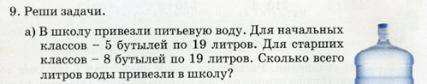 9. Реши задачи.
а) В школу привезли питьевую воду. Для начальных
классов – 5 бутылей по 19 литров. Для старших
классов – 8 бутылей по 19 литров. Сколько всего
литров воды привезли в школу?